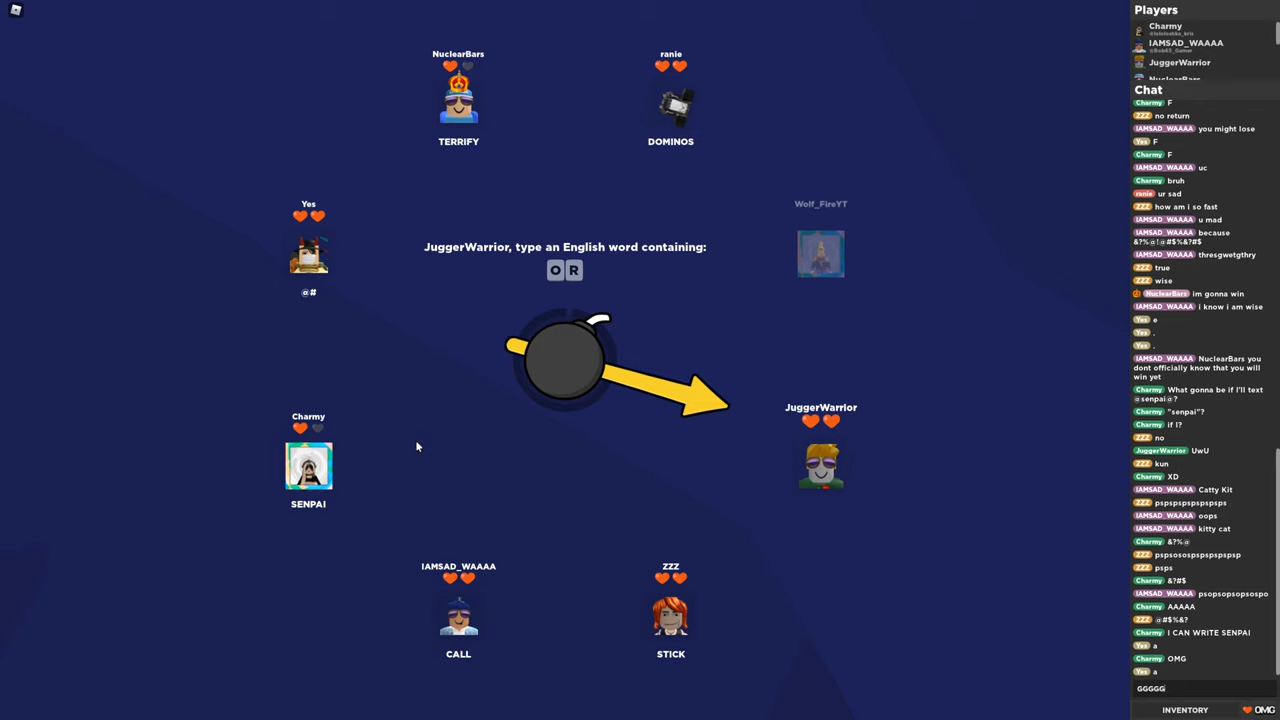 NuclearBars
TERRIFY
ranie
DOMINOS
Yes
@#
Wolf_FireYT
JuggerWarrior, type an English word containing:
O R
Charmy
SENPAI
JuggerWarrior
IAMSAD_WAAAA
CALL
ZZZ
STICK
Players
Charmy
IAMSAD_WAAAA
@Bob65_Gamer
JuggerWarrior
NuclearBars
Chat
Charmy F
ZZZ no return
IAMSAD_WAAAA you might lose
Yes F
Charmy F
IAMSAD_WAAAA uc
Charmy bruh
ranie ur sad
ZZZ how am i so fast
IAMSAD_WAAAA u mad
IAMSAD_WAAAA because
&?%@!@#$%&?#$
IAMSAD_WAAAA thresgwetgthry
ZZZ true
ZZZ wise
NuclearBars im gonna win
IAMSAD_WAAAA i know i am wise
Yes e
Yes .
Yes .
IAMSAD_WAAAA NuclearBars you
dont officially know that you will
win yet
Charmy What gonna be if I'll text
@senpai@?
Charmy "senpai"?
Charmy if I?
ZZZ no
JuggerWarrior UwU
ZZZ kun
Charmy XD
IAMSAD_WAAAA Catty Kit
ZZZ pspspspspspsps
IAMSAD_WAAAA oops
IAMSAD_WAAAA kitty cat
Charmy &?%@
ZZZ pspsosospspspspsp
ZZZ psps
Charmy &?#$
IAMSAD_WAAAA psopsopsopsospo
Charmy AAAAA
ZZZ @#$%&?
Charmy I CAN WRITE SENPAI
Yes a
Charmy OMG
Yes a
GGGGG
INVENTORY
OMG